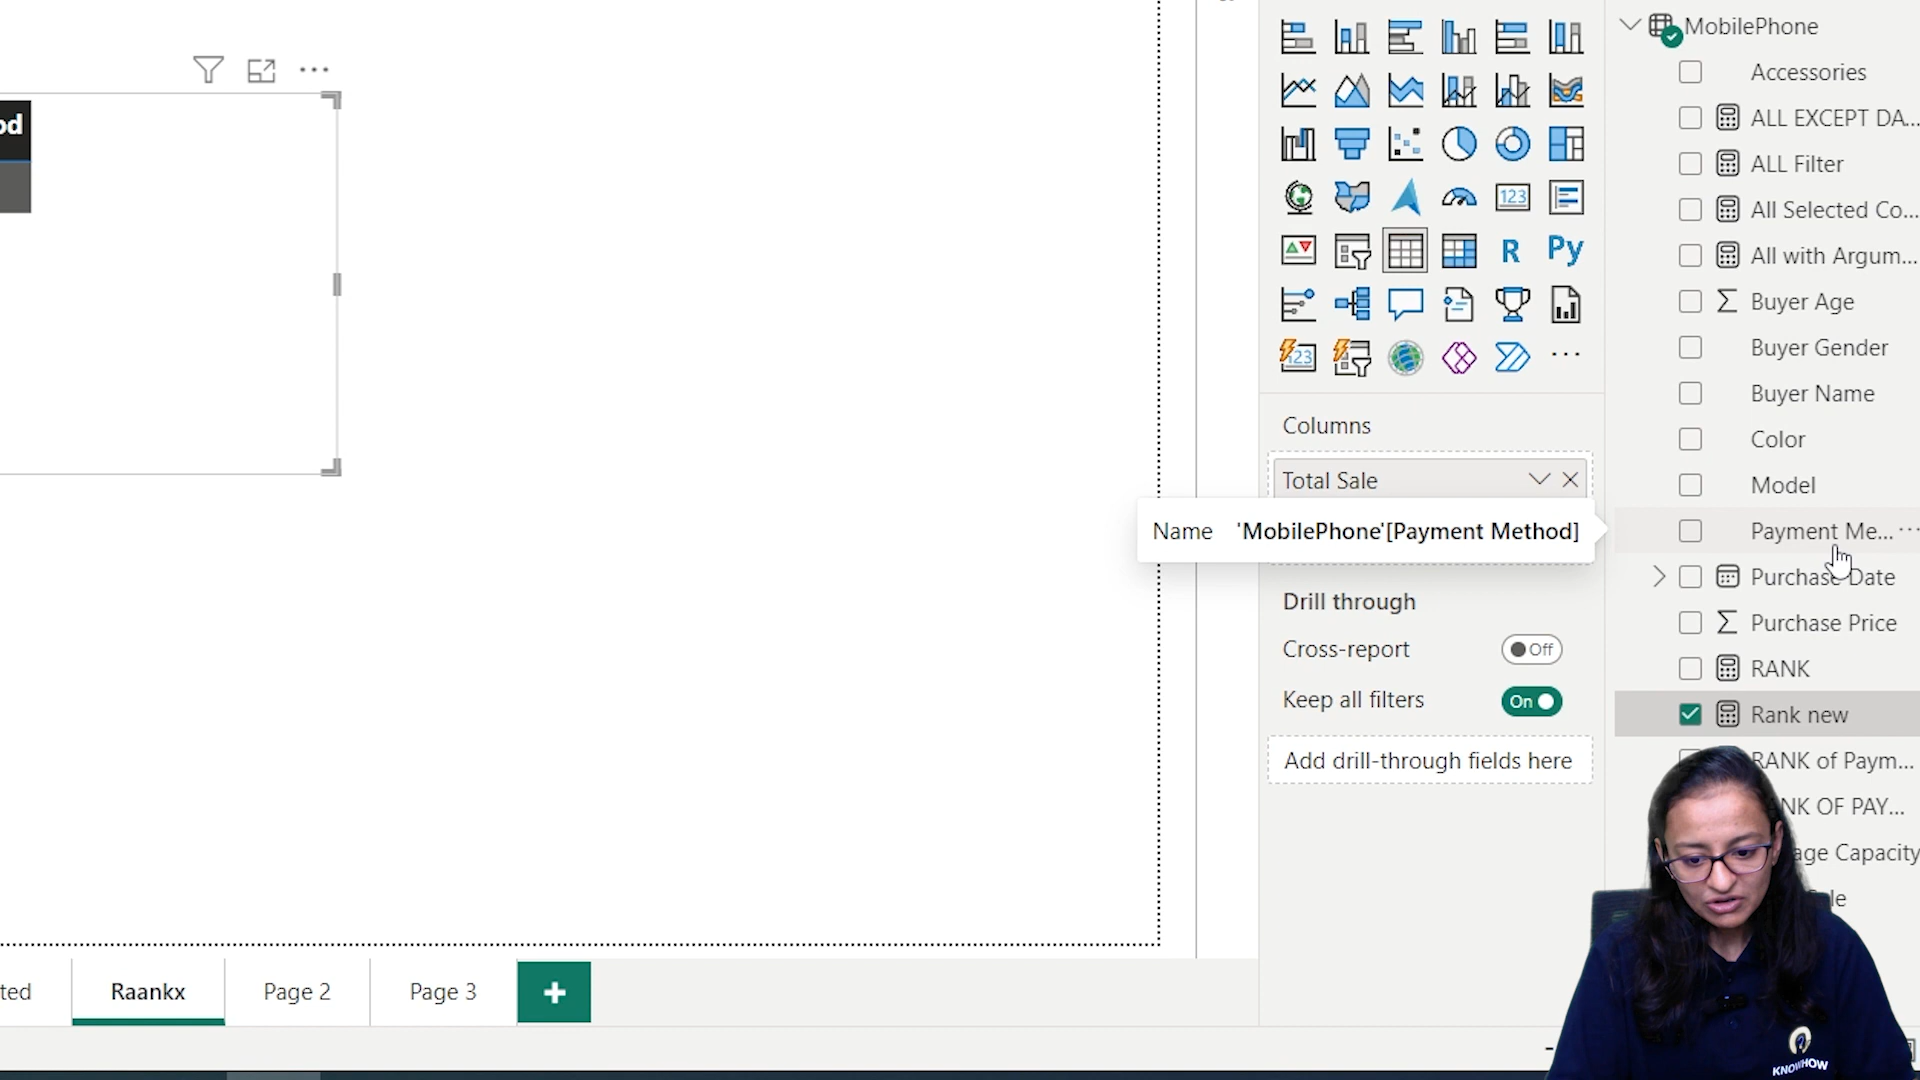 od
123
R
Py
123
Columns
Total Sale
Name 'MobilePhone'[Payment Method]
Drill through
Cross-report
Off
Keep all filters
On
Add drill-through fields here
MobilePhone
Accessories
ALL EXCEPT DA...
ALL Filter
All Selected Co...
All with Argum...
Buyer Age
Buyer Gender
Buyer Name
Color
Model
Payment Me...
Purchase Date
Purchase Price
RANK
Rank new
RANK of Paym...
ANK OF PAY...
age Capacity
le
ted
Raankx
Page 2
Page 3
KNOWHOW